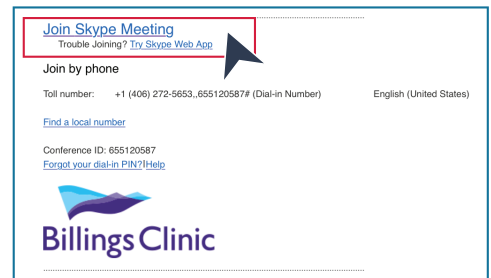 Join Skype Meeting
Trouble Joining? Try Skype Web App
Join by phone
Toll number: +1 (406) 272-5653,,655120587# (Dial-in Number) English (United States)
Find a local number
Conference ID: 655120587
Forgot your dial-in PIN?|Help
Billings Clinic